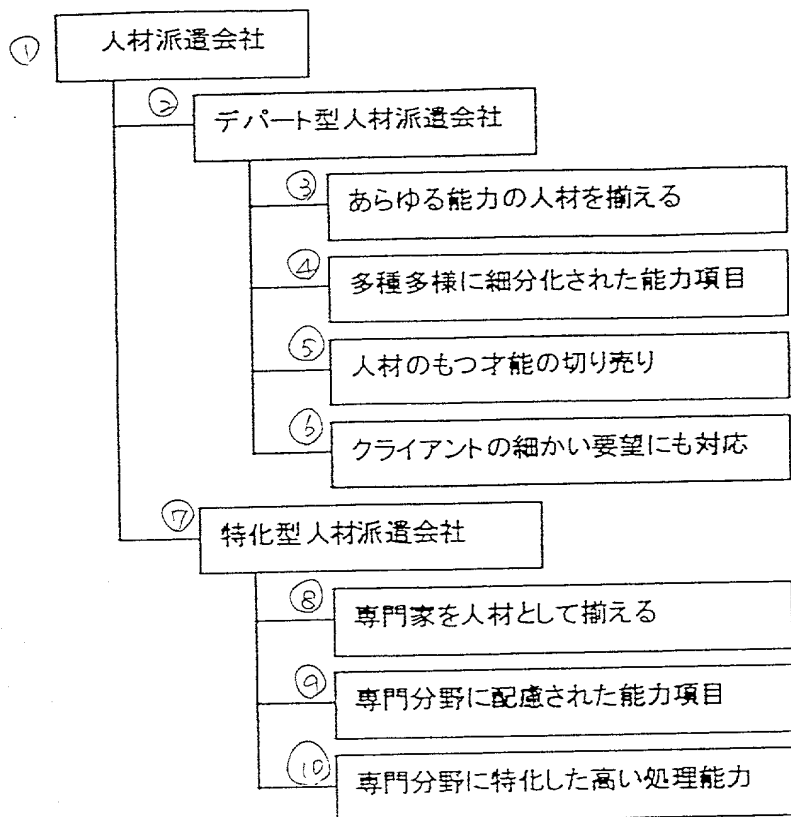 ① 人材派遣会社
② デパート型人材派遣会社
③ あらゆる能力の人材を揃える
④ 多種多様に細分化された能力項目
⑤ 人材のもつ才能の切り売り
⑥ クライアントの細かい要望にも対応
⑦ 特化型人材派遣会社
⑧ 専門家を人材として揃える
⑨ 専門分野に配慮された能力項目
⑩ 専門分野に特化した高い処理能力